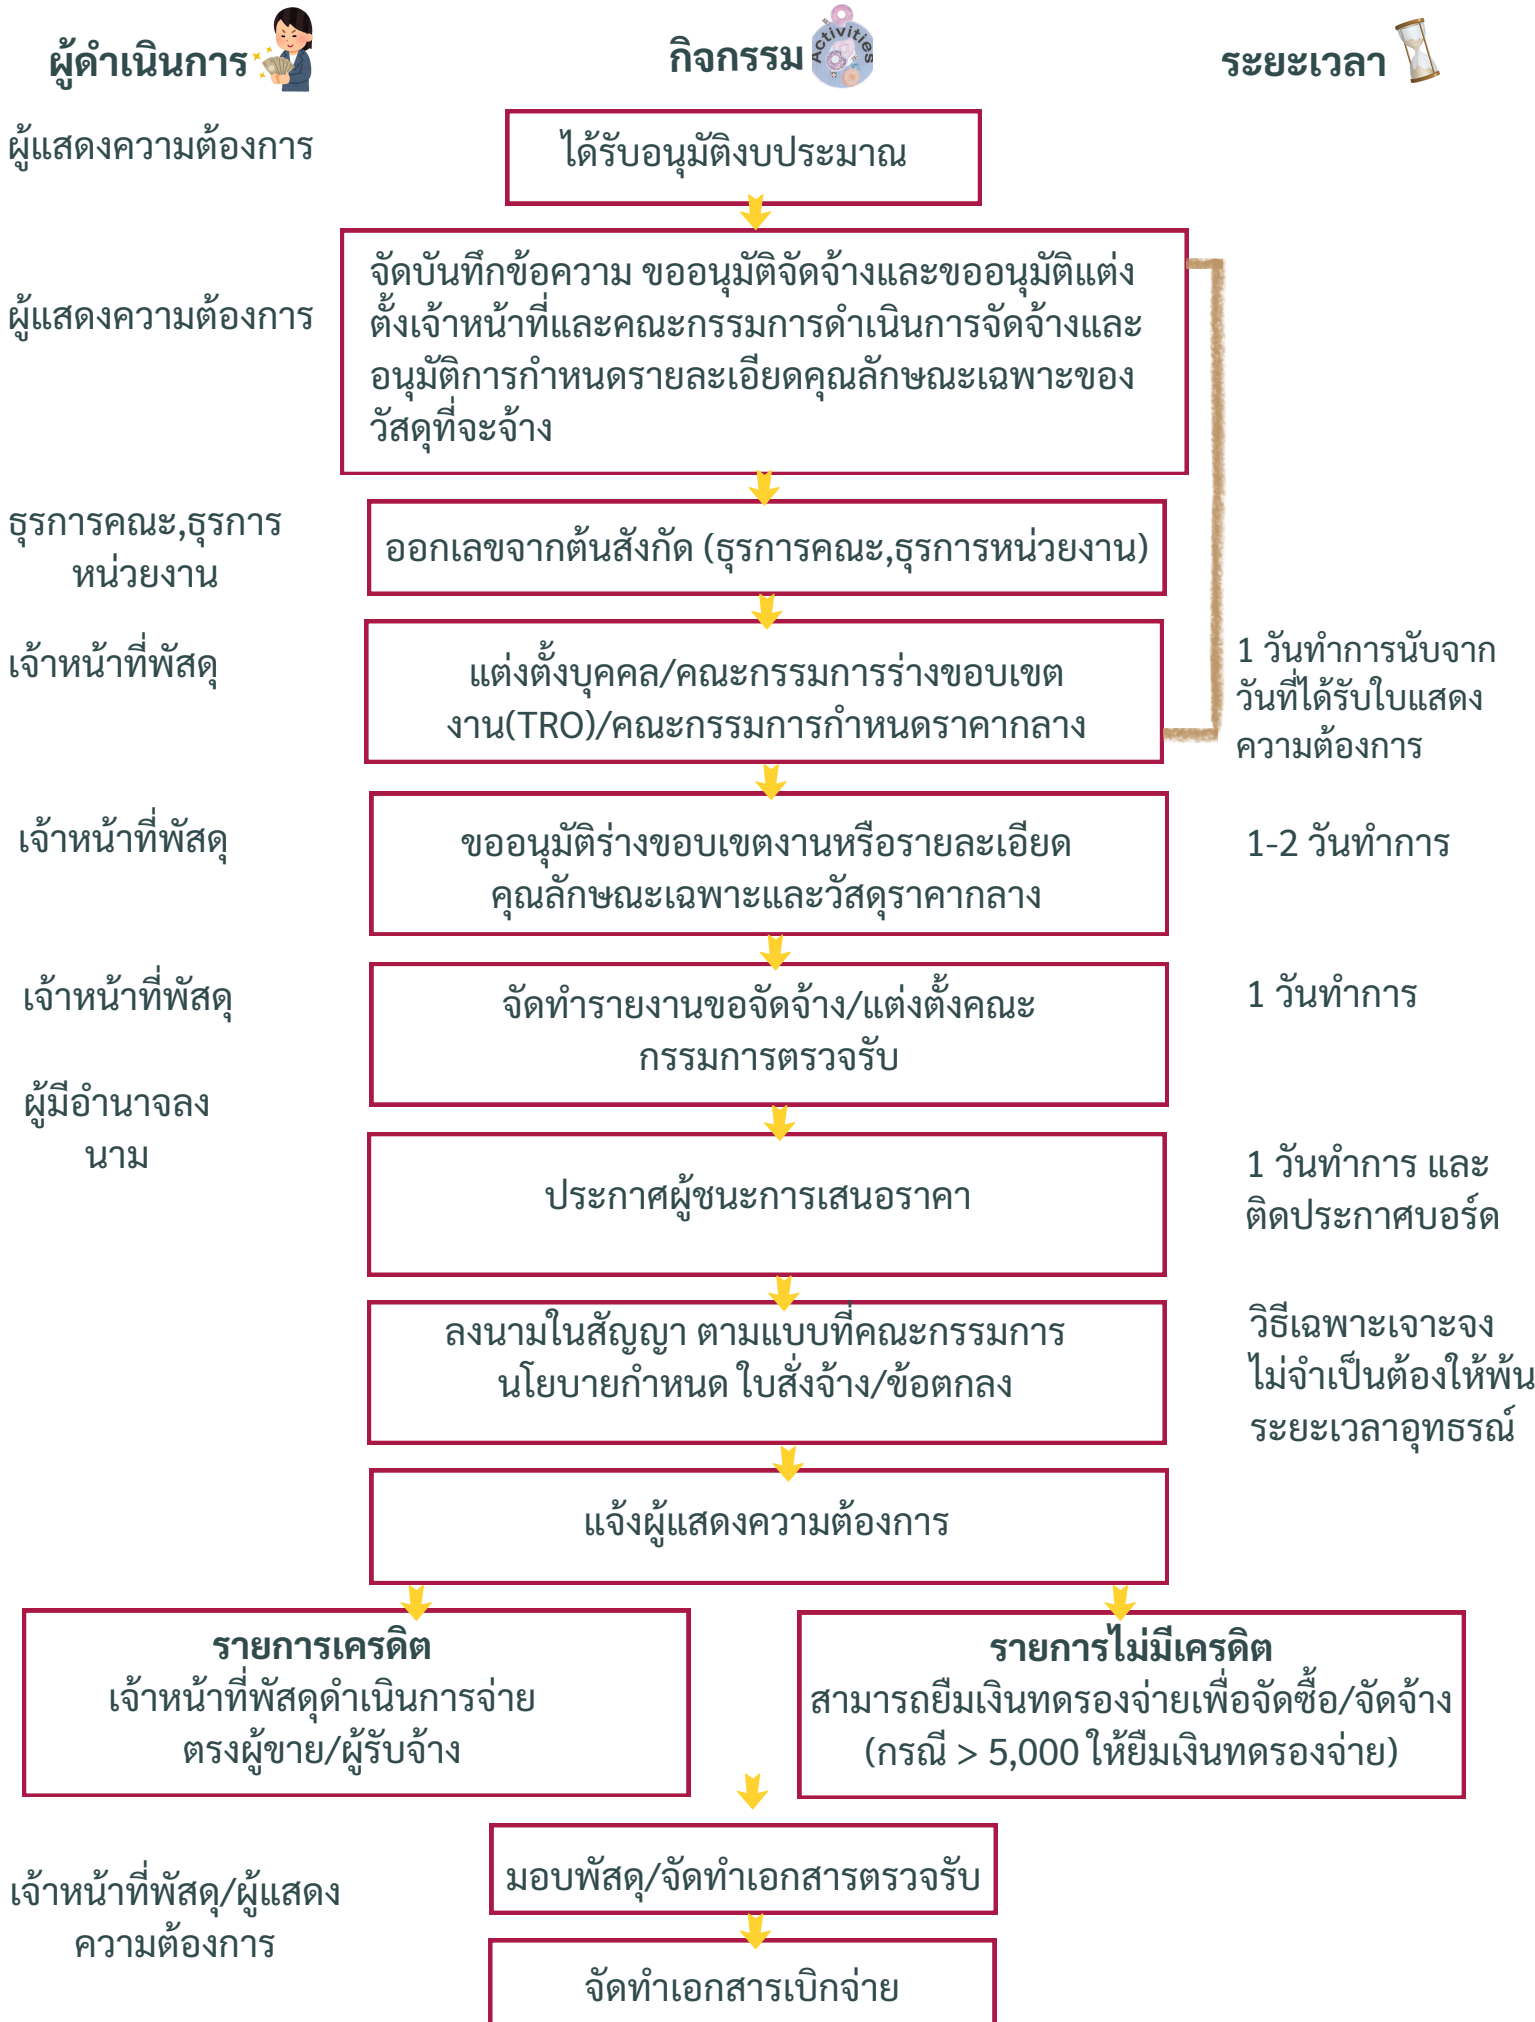 ผู้ดำเนินการ
กิจกรรม
Activities
ระยะเวลา
ผู้แสดงความต้องการ
ได้รับอนุมัติงบประมาณ
ผู้แสดงความต้องการ
จัดบันทึกข้อความ ขออนุมัติจัดจ้างและขออนุมัติแต่ง
ตั้งเจ้าหน้าที่และคณะกรรมการดำเนินการจัดจ้างและ
อนุมัติการกำหนดรายละเอียดคุณลักษณะเฉพาะของ
วัสดุที่จะจ้าง
ธุรการคณะ,ธุรการ
หน่วยงาน
ออกเลขจากต้นสังกัด (ธุรการคณะ,ธุรการหน่วยงาน)
เจ้าหน้าที่พัสดุ
แต่งตั้งบุคคล/คณะกรรมการร่างขอบเขต
งาน(TRO)/คณะกรรมการกำหนดราคากลาง
1 วันทำการนับจาก
วันที่ได้รับใบแสดง
ความต้องการ
เจ้าหน้าที่พัสดุ
ขออนุมัติร่างขอบเขตงานหรือรายละเอียด
คุณลักษณะเฉพาะและวัสดุราคากลาง
1-2 วันทำการ
เจ้าหน้าที่พัสดุ
จัดทำรายงานขอจัดจ้าง/แต่งตั้งคณะ
กรรมการตรวจรับ
1 วันทำการ
ผู้มีอำนาจลง
นาม
ประกาศผู้ชนะการเสนอราคา
1 วันทำการ และ
ติดประกาศบอร์ด
ลงนามในสัญญา ตามแบบที่คณะกรรมการ
นโยบายกำหนด ใบสั่งจ้าง/ข้อตกลง
วิธีเฉพาะเจาะจง
ไม่จำเป็นต้องให้พ้น
ระยะเวลาอุทธรณ์
แจ้งผู้แสดงความต้องการ
รายการเครดิต
เจ้าหน้าที่พัสดุดำเนินการจ่าย
ตรงผู้ขาย/ผู้รับจ้าง
รายการไม่มีเครดิต
สามารถยืมเงินทดรองจ่ายเพื่อจัดซื้อ/จัดจ้าง
(กรณี > 5,000 ให้ยืมเงินทดรองจ่าย)
เจ้าหน้าที่พัสดุ/ผู้แสดง
ความต้องการ
มอบพัสดุ/จัดทำเอกสารตรวจรับ
จัดทำเอกสารเบิกจ่าย